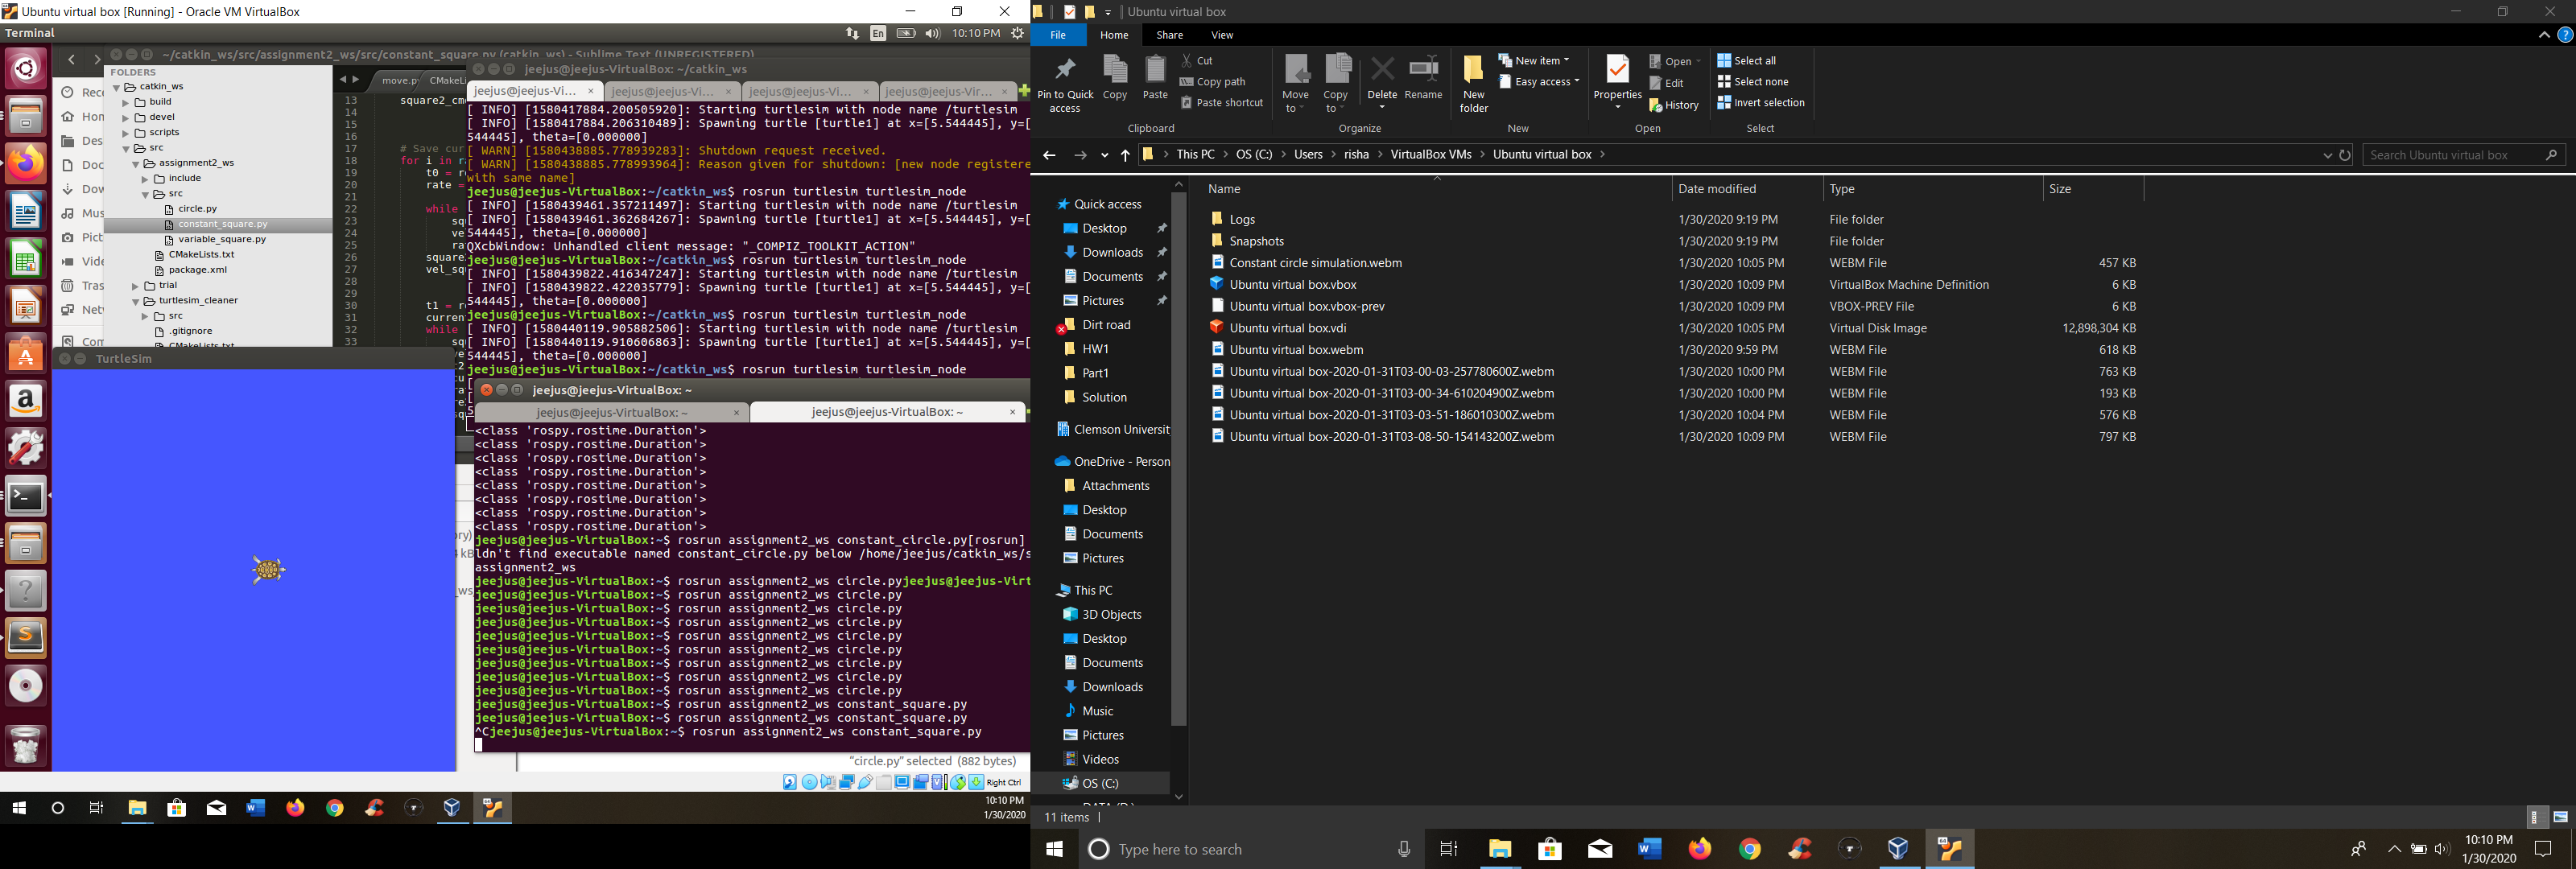 Ubuntu virtual box [Running] - Oracle VM VirtualBox
Terminal
En
10:10 PM
~/catkin_ws/src/assignment2_ws/src/constant_square.py (catkin_ws) - Sublime Text (UNREGISTERED)
FOLDERS
catkin_ws
build
devel
scripts
src
assignment2_ws
include
src
circle.py
constant_square.py
variable_square.py
CMakeLists.txt
package.xml
trial
turtlesim_cleaner
src
.gitignore
CMakeLists.txt
move.p
CMakeL
13 square2_cm
14
15
16
17 # Save cur
18 for i in ra
19 t0 = r
20 rate =
21
22 while
23 sq
24 ve
25 ra
26 square
27 vel_sq
28
29
30 t1 = r
31 curren
32 while
33
jeejus@jeejus-VirtualBox: ~/catkin_ws
jeejus@jeejus-Vi... ×
jeejus@jeejus-Vi... ×
jeejus@jeejus-Vi... ×
jeejus@jeejus-Vir... ×
[ INFO] [1580417884.200505920]: Starting turtlesim with node name /turtlesim
[ INFO] [1580417884.206310489]: Spawning turtle [turtle1] at x=[5.544445], y=[
544445], theta=[0.000000]
[ WARN] [1580438885.778939283]: Shutdown request received.
[ WARN] [1580438885.778993964]: Reason given for shutdown: [new node registere
with same name]
jeejus@jeejus-VirtualBox:~/catkin_ws$ rosrun turtlesim turtlesim_node
[ INFO] [1580439461.357211497]: Starting turtlesim with node name /turtlesim
[ INFO] [1580439461.362684267]: Spawning turtle [turtle1] at x=[5.544445], y=[
544445], theta=[0.000000]
QXcbWindow: Unhandled client message: "_COMPIZ_TOOLKIT_ACTION"
jeejus@jeejus-VirtualBox:~/catkin_ws$ rosrun turtlesim turtlesim_node
[ INFO] [1580439822.416347247]: Starting turtlesim with node name /turtlesim
[ INFO] [1580439822.422035779]: Spawning turtle [turtle1] at x=[5.544445], y=[
544445], theta=[0.000000]
jeejus@jeejus-VirtualBox:~/catkin_ws$ rosrun turtlesim turtlesim_node
[ INFO] [1580440119.905882506]: Starting turtlesim with node name /turtlesim
[ INFO] [1580440119.910606863]: Spawning turtle [turtle1] at x=[5.544445], y=[
544445], theta=[0.000000]
jeejus@jeejus-VirtualBox:~/catkin_ws$ rosrun turtlesim turtlesim_node
TurtleSim
jeejus@jeejus-VirtualBox: ~
jeejus@jeejus-VirtualBox: ~ ×
jeejus@jeejus-VirtualBox: ~ ×
<class 'rospy.rostime.Duration'>
<class 'rospy.rostime.Duration'>
<class 'rospy.rostime.Duration'>
<class 'rospy.rostime.Duration'>
<class 'rospy.rostime.Duration'>
<class 'rospy.rostime.Duration'>
<class 'rospy.rostime.Duration'>
<class 'rospy.rostime.Duration'>
jeejus@jeejus-VirtualBox:~$ rosrun assignment2_ws constant_circle.py[rosrun]
ldn't find executable named constant_circle.py below /home/jeejus/catkin_ws/s
assignment2_ws
jeejus@jeejus-VirtualBox:~$ rosrun assignment2_ws circle.pyjeejus@jeejus-Virt
jeejus@jeejus-VirtualBox:~$ rosrun assignment2_ws circle.py
jeejus@jeejus-VirtualBox:~$ rosrun assignment2_ws circle.py
jeejus@jeejus-VirtualBox:~$ rosrun assignment2_ws circle.py
jeejus@jeejus-VirtualBox:~$ rosrun assignment2_ws circle.py
jeejus@jeejus-VirtualBox:~$ rosrun assignment2_ws circle.py
jeejus@jeejus-VirtualBox:~$ rosrun assignment2_ws circle.py
jeejus@jeejus-VirtualBox:~$ rosrun assignment2_ws circle.py
jeejus@jeejus-VirtualBox:~$ rosrun assignment2_ws circle.py
jeejus@jeejus-VirtualBox:~$ rosrun assignment2_ws constant_square.py
jeejus@jeejus-VirtualBox:~$ rosrun assignment2_ws constant_square.py
^Cjeejus@jeejus-VirtualBox:~$ rosrun assignment2_ws constant_square.py
"circle.py" selected (882 bytes)
Right Ctrl
10:10 PM
1/30/2020
Ubuntu virtual box
File
Home
Share
View
Pin to Quick access
Copy
Paste
Cut
Copy path
Paste shortcut
Clipboard
Move to
Copy to
Delete
Rename
Organize
New folder
New item
Easy access
New
Properties
Open
Edit
History
Open
Select all
Select none
Invert selection
Select
This PC > OS (C:) > Users > risha > VirtualBox VMs > Ubuntu virtual box >
Search Ubuntu virtual box
Quick access
Desktop
Downloads
Documents
Pictures
Dirt road
HW1
Part1
Solution
Clemson Universit
OneDrive - Person
Attachments
Desktop
Documents
Pictures
This PC
3D Objects
Desktop
Documents
Downloads
Music
Pictures
Videos
OS (C:)
DATA (D:)
Name Date modified Type Size
Logs 1/30/2020 9:19 PM File folder
Snapshots 1/30/2020 9:19 PM File folder
Constant circle simulation.webm 1/30/2020 10:05 PM WEBM File 457 KB
Ubuntu virtual box.vbox 1/30/2020 10:09 PM VirtualBox Machine Definition 6 KB
Ubuntu virtual box.vbox-prev 1/30/2020 10:09 PM VBOX-PREV File 6 KB
Ubuntu virtual box.vdi 1/30/2020 10:05 PM Virtual Disk Image 12,898,304 KB
Ubuntu virtual box.webm 1/30/2020 9:59 PM WEBM File 618 KB
Ubuntu virtual box-2020-01-31T03-00-03-257780600Z.webm 1/30/2020 10:00 PM WEBM File 763 KB
Ubuntu virtual box-2020-01-31T03-00-34-610204900Z.webm 1/30/2020 10:00 PM WEBM File 193 KB
Ubuntu virtual box-2020-01-31T03-03-51-186010300Z.webm 1/30/2020 10:04 PM WEBM File 576 KB
Ubuntu virtual box-2020-01-31T03-08-50-154143200Z.webm 1/30/2020 10:09 PM WEBM File 797 KB
11 items
Type here to search
10:10 PM
1/30/2020